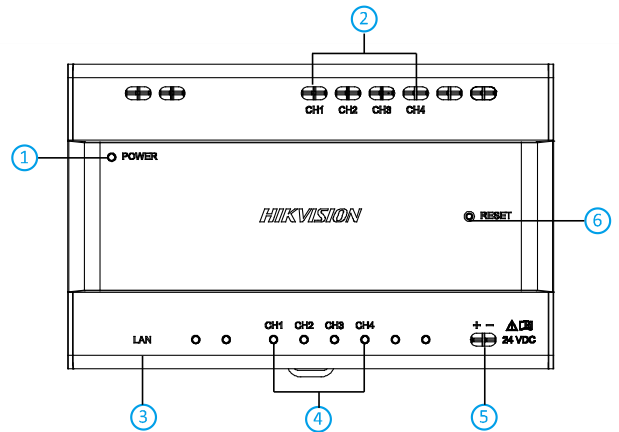 2
CH1 CH2 CH3 CH4
1 POWER
HIKVISION
RESET 6
CH1 CH2 CH3 CH4 + −
LAN 24 VDC
3 4 5